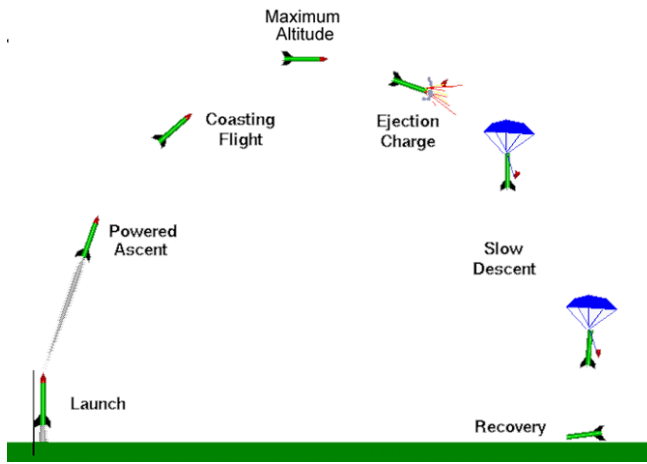 Maximum
Altitude
Coasting
Flight
Ejection
Charge
Powered
Ascent
Slow
Descent
Launch
Recovery